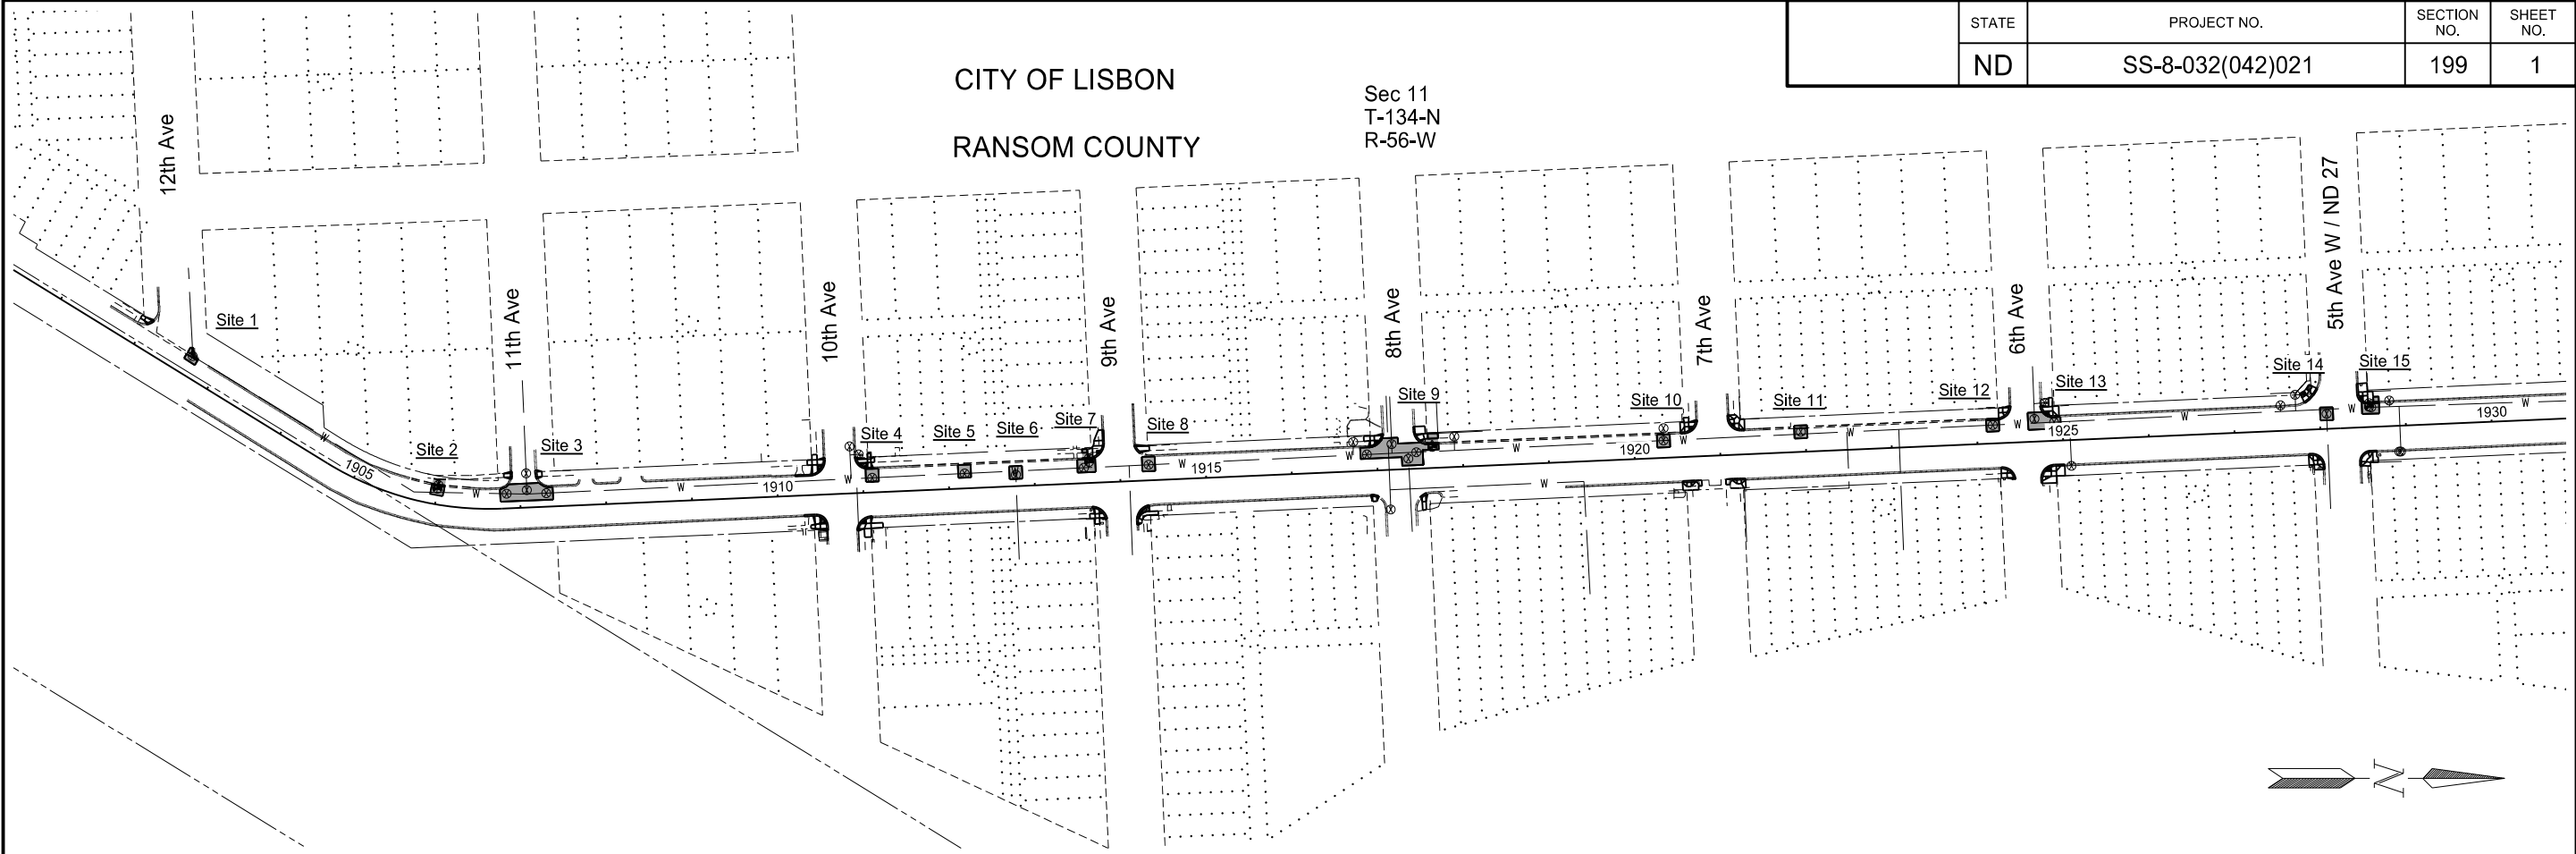 STATE
PROJECT NO.
SECTION
NO.
SHEET
NO.
ND
SS-8-032(042)021
199
1
CITY OF LISBON
RANSOM COUNTY
Sec 11
T-134-N
R-56-W
12th Ave
11th Ave
10th Ave
9th Ave
8th Ave
7th Ave
6th Ave
5th Ave W / ND 27
Site 1
Site 2
Site 3
Site 4
Site 5
Site 6
Site 7
Site 8
Site 9
Site 10
Site 11
Site 12
Site 13
Site 14
Site 15
1905
1910
1915
1920
1925
1930
W
W
W
W
W
W
W
W
W
W
W
W
W
N